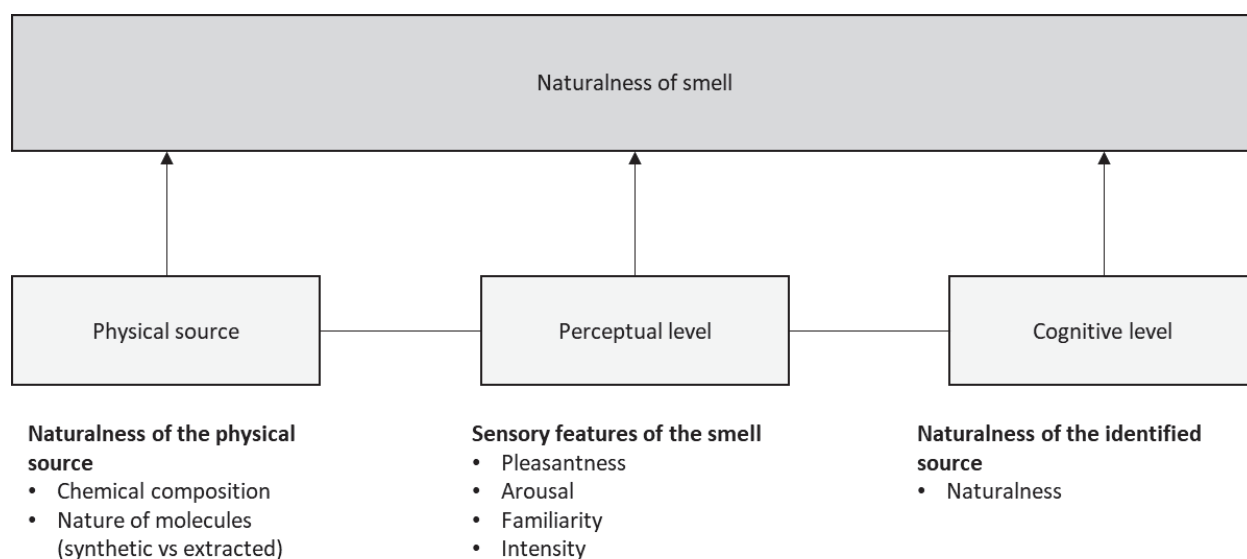 Naturalness of smell
Physical source
Perceptual level
Cognitive level
Naturalness of the physical
source
• Chemical composition
• Nature of molecules
(synthetic vs extracted)
Sensory features of the smell
• Pleasantness
• Arousal
• Familiarity
• Intensity
Naturalness of the identified
source
• Naturalness